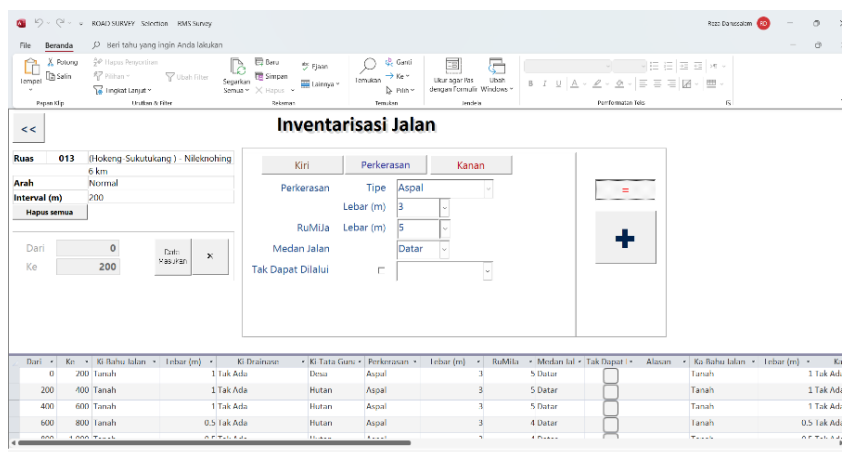 ROAD SURVEY - Selection - RMS Survey
Reza Darussalam RD
File Beranda Beri tahu yang ingin Anda lakukan
Tempel
Potong
Salin
Papan Klip
Hapus Penyortiran
Pilihan
Tingkat Lanjut
Ubah Filter
Urutkan & Filter
Segarkan Semua
Baru
Simpan
Hapus
Ejaan
Lainnya
Rekaman
Temukan
Ganti
Ke
Pilih
Temukan
Ukur agar Pas dengan Formulir
Ubah Windows
Jendela
B I U A
Pemformatan Teks
<<
Inventarisasi Jalan
Ruas 013 (Hokeng-Sukutukang ) - Nileknohing
6 km
Arah Normal
Interval (m) 200
Hapus semua
Dari 0
Ke 200
Kiri Perkerasan Kanan
Perkerasan Tipe Aspal
Lebar (m) 3
RuMiJa Lebar (m) 5
Medan Jalan Datar
Tak Dapat Dilalui
=
+
Dari Ke Ki Bahu Jalan Lebar (m) Ki Drainase Ki Tata Guna Perkerasan Lebar (m) RuMiJa Medan Jal Tak Dapat Alasan Ka Bahu Jalan Lebar (m) Ka
0 200 Tanah 1 Tak Ada Desa Aspal 3 5 Datar Tanah 1 Tak Ada
200 400 Tanah 1 Tak Ada Hutan Aspal 3 5 Datar Tanah 1 Tak Ada
400 600 Tanah 1 Tak Ada Hutan Aspal 3 5 Datar Tanah 1 Tak Ada
600 800 Tanah 0.5 Tak Ada Hutan Aspal 3 4 Datar Tanah 0.5 Tak Ada